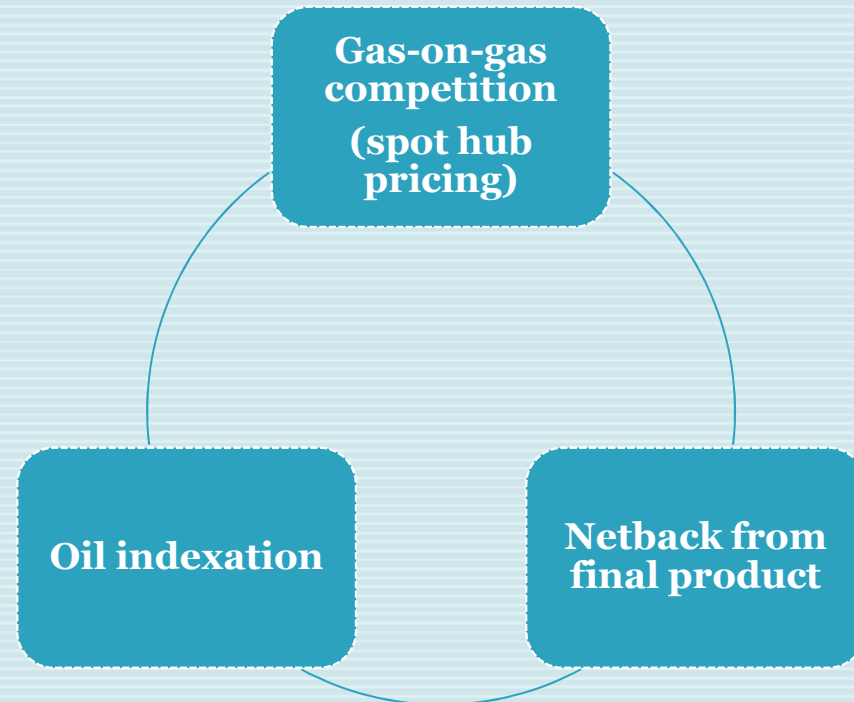 Gas-on-gas
competition
(spot hub
pricing)
Oil indexation
Netback from
final product